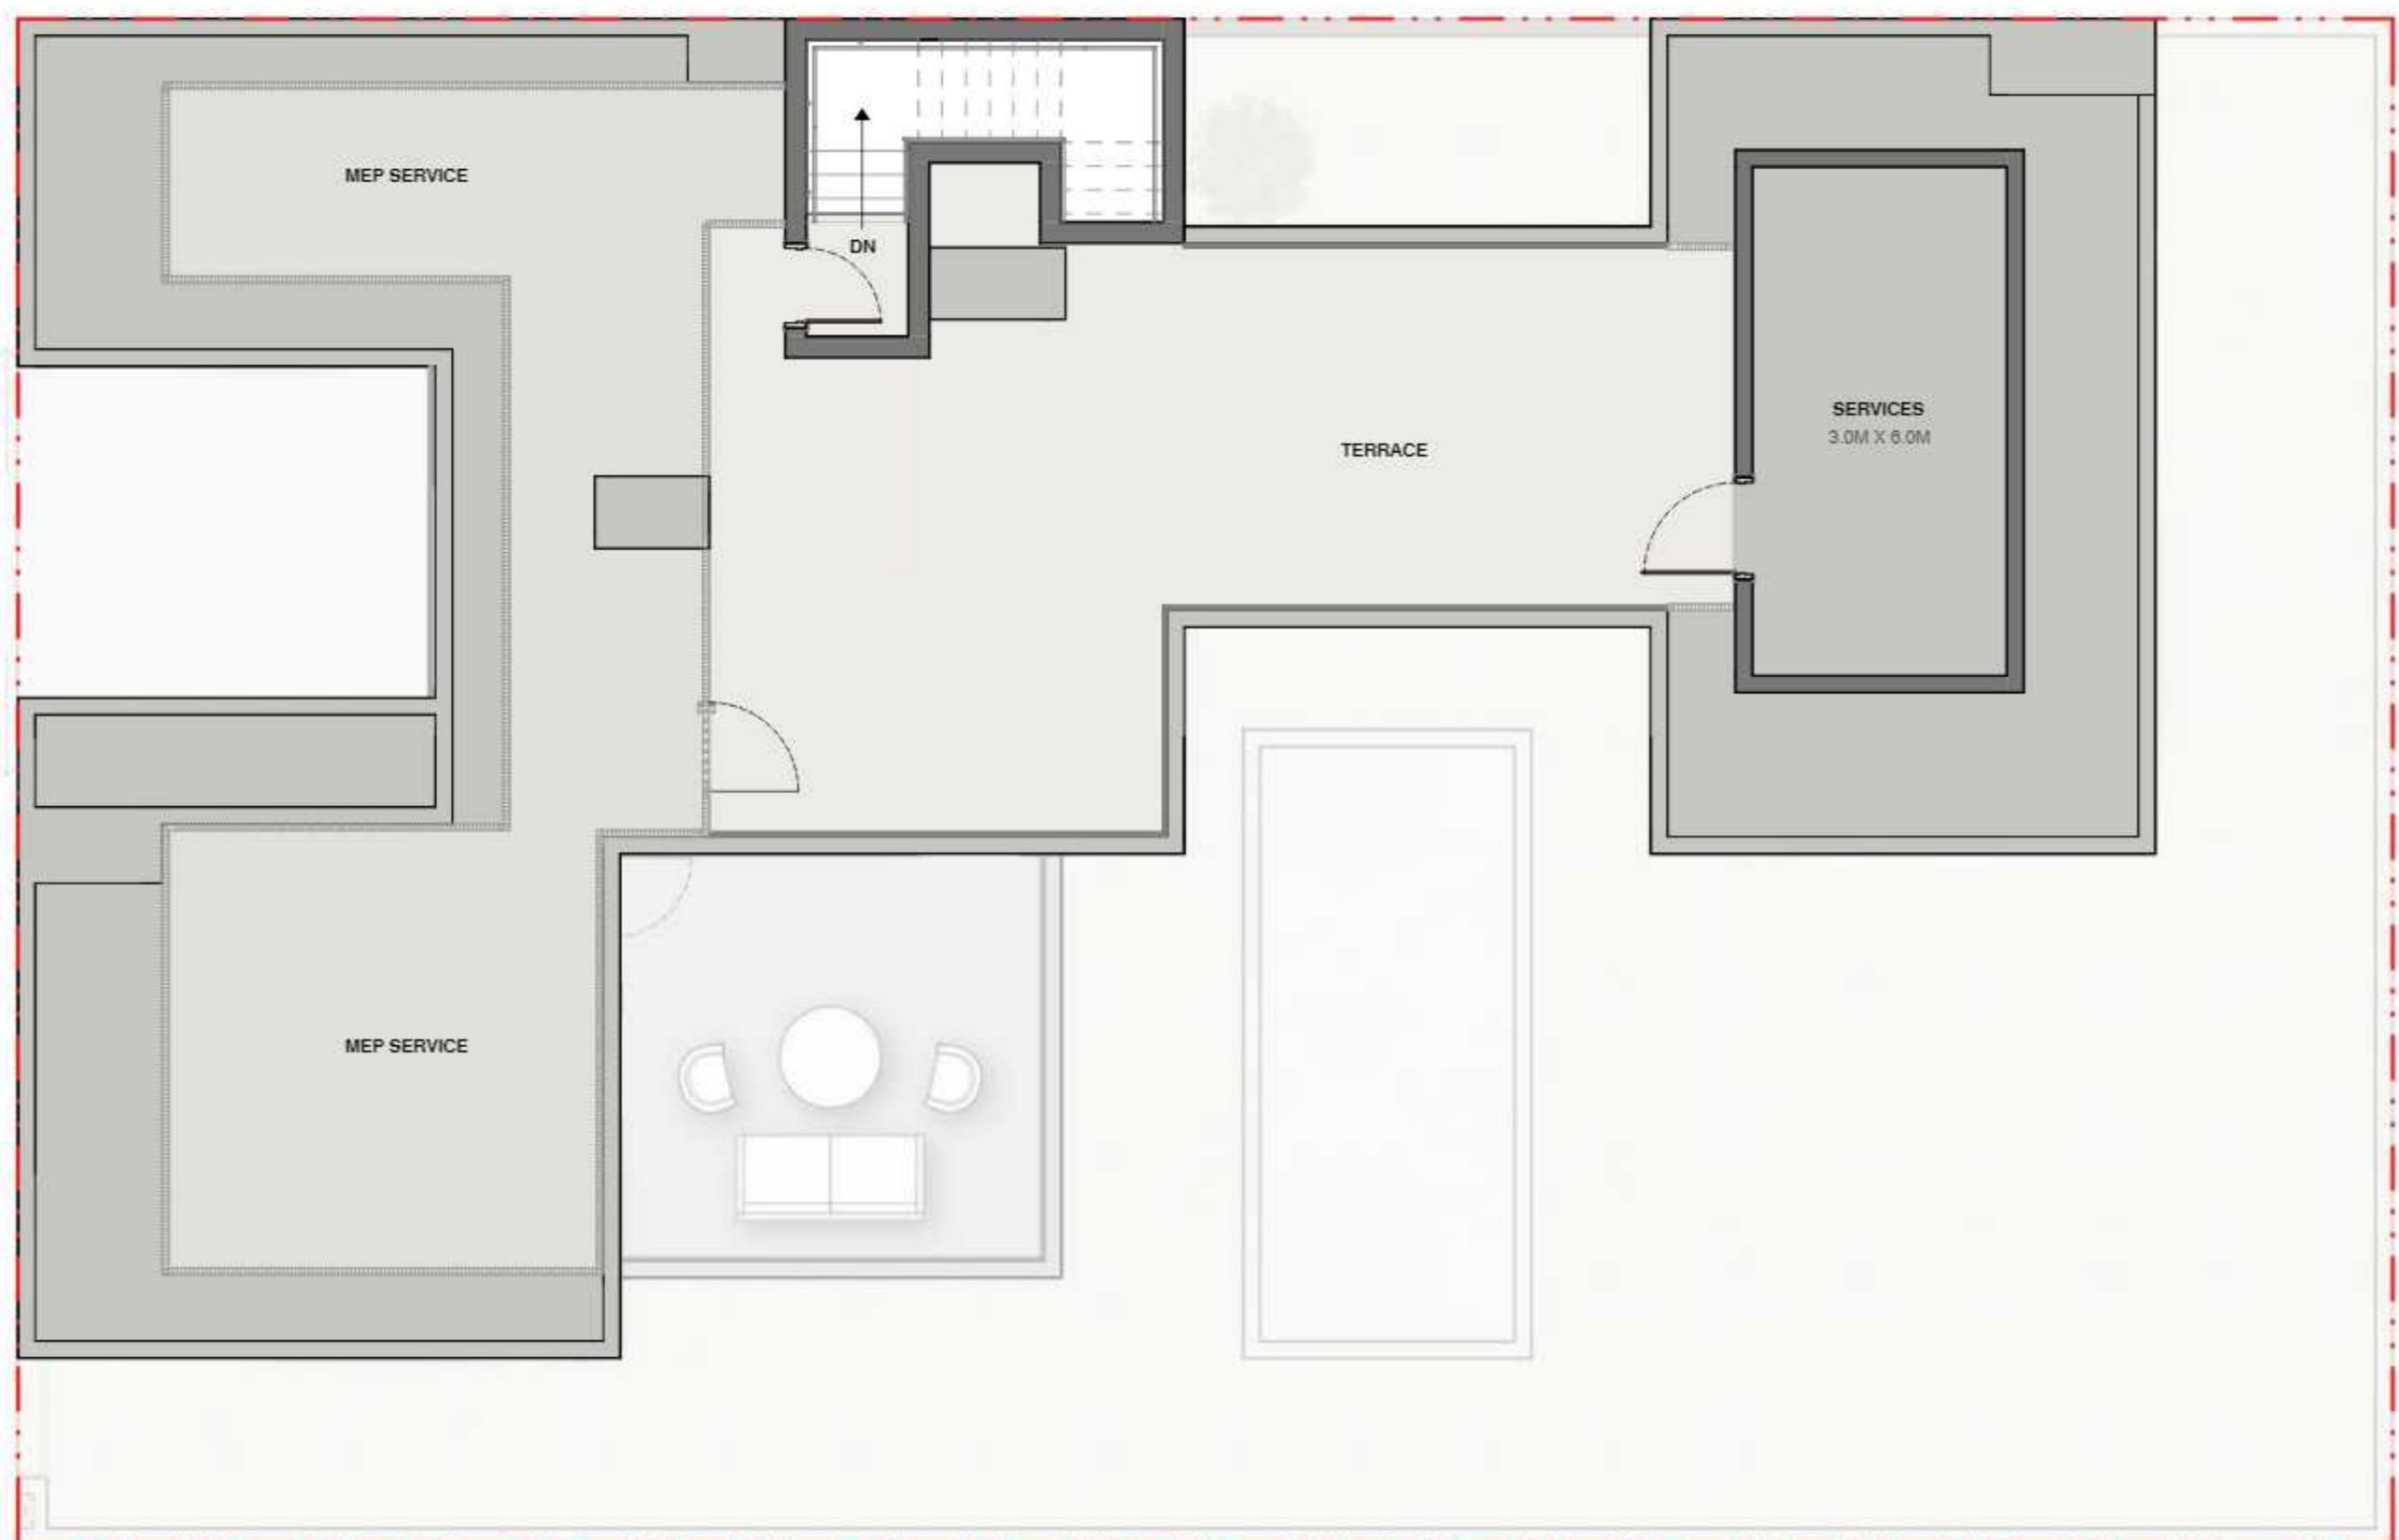 MEP SERVICE
DN
SERVICES
3.0M X 6.0M
TERRACE
MEP SERVICE